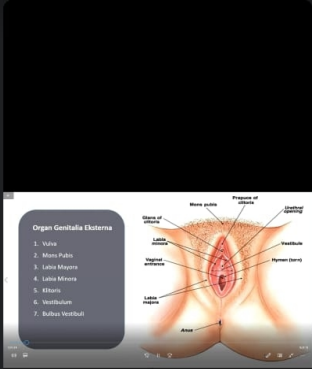 Organ Genitalia Eksterna
1. Vulva
2. Mons Pubis
3. Labia Mayora
4. Labia Minora
5. Klitoris
6. Vestibulum
7. Bulbus Vestibuli
Prepuce of
clitoris
Mons pubis
Urethral
opening
Glans of
clitoris
Labia
minora
Vestibule
Vaginal
entrance
Hymen (torn)
Labia
majora
Anus